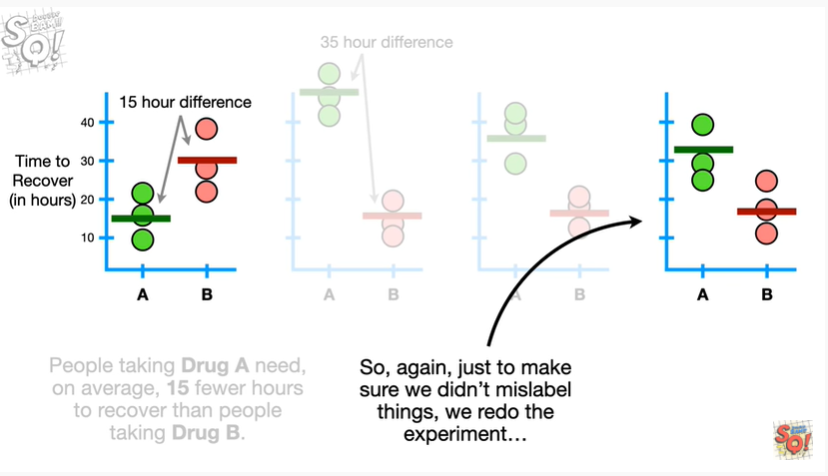 35 hour difference
15 hour difference
Time to
Recover
(in hours)
40
30
20
10
A
B
A
B
A
B
A
B
People taking Drug A need,
on average, 15 fewer hours
to recover than people
taking Drug B.
So, again, just to make
sure we didn't mislabel
things, we redo the
experiment…
SQ!
SQ!